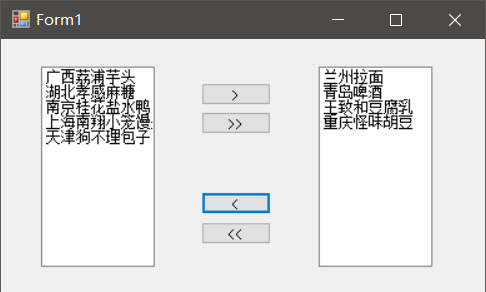 Form1
广西荔浦芋头
湖北孝感麻糖
南京桂花盐水鸭
上海南翔小笼馒
天津狗不理包子
>
>>
<
<<
兰州拉面
青岛啤酒
王致和豆腐乳
重庆怪味胡豆